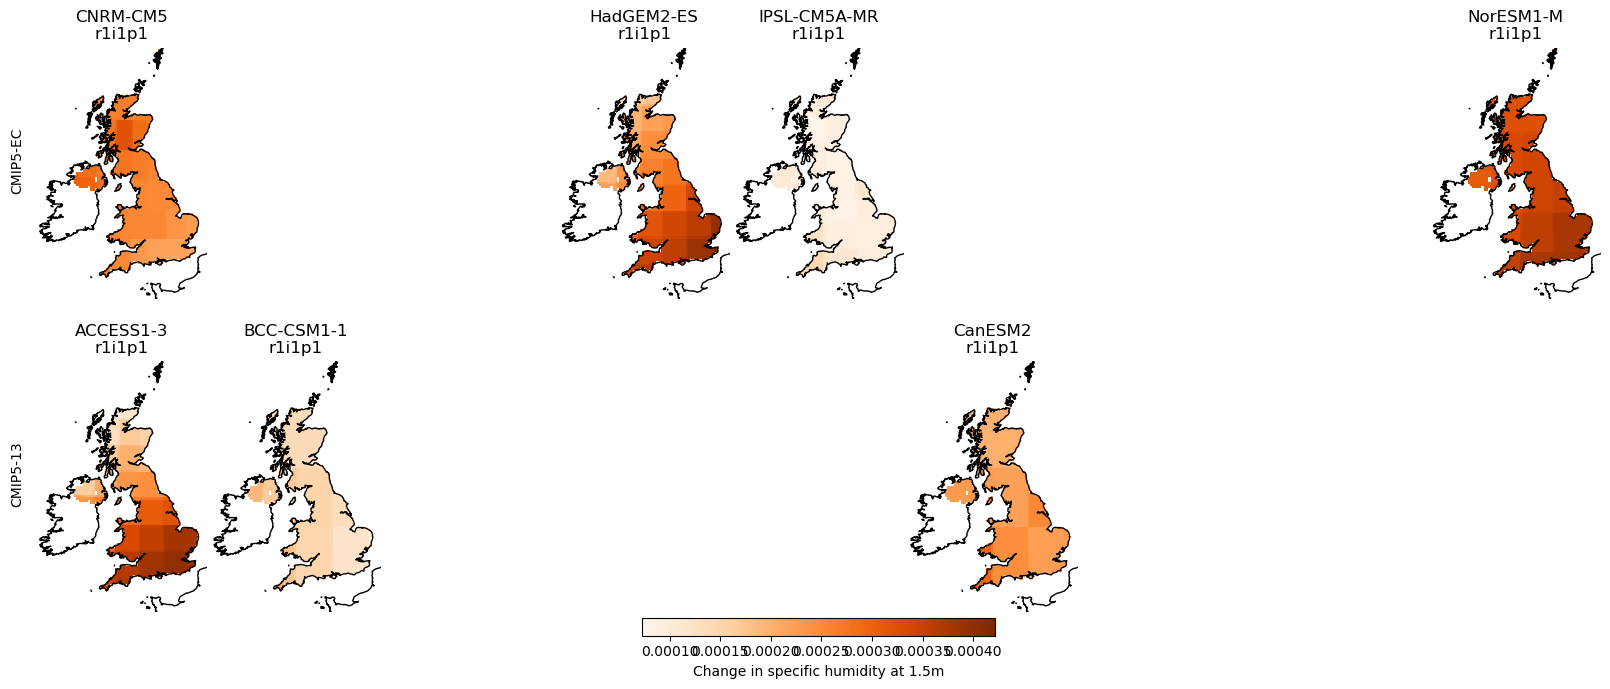 CNRM-CM5
r1i1p1
HadGEM2-ES
r1i1p1
IPSL-CM5A-MR
r1i1p1
NorESM1-M
r1i1p1
CMIP5-EC
ACCESS1-3
r1i1p1
BCC-CSM1-1
r1i1p1
CanESM2
r1i1p1
CMIP5-13
0.00010 0.00015 0.00020 0.00025 0.00030 0.00035 0.00040
Change in specific humidity at 1.5m